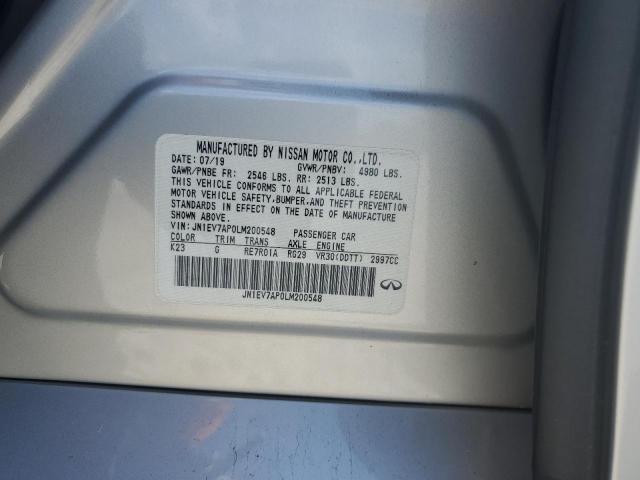 MANUFACTURED BY NISSAN MOTOR CO.,LTD.
DATE: 07/19 GVWR/PNBV: 4980 LBS.
GAWR/PNBE FR: 2546 LBS. RR: 2513 LBS.
THIS VEHICLE CONFORMS TO ALL APPLICABLE FEDERAL
MOTOR VEHICLE SAFETY,BUMPER,AND THEFT PREVENTION
STANDARDS IN EFFECT ON THE DATE OF MANUFACTURE
SHOWN ABOVE.
VIN:JN1EV7AP0LM200548 PASSENGER CAR
COLOR TRIM TRANS AXLE ENGINE
K23 G RE7R01A RG29 VR30(DDTT) 2997CC
JN1EV7AP0LM200548